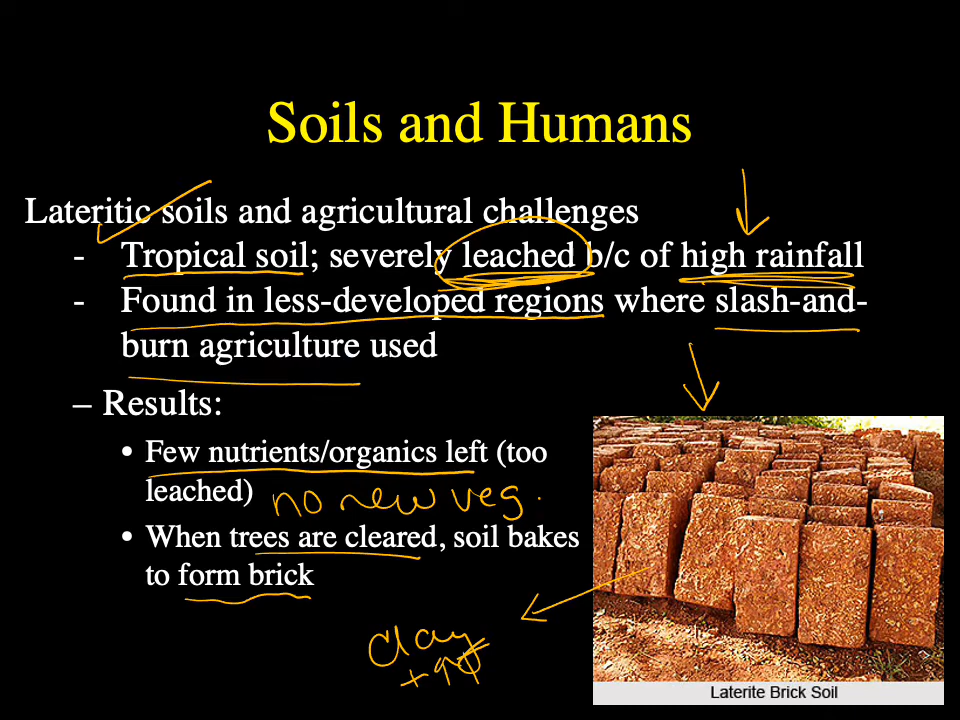 Soils and Humans
Lateritic soils and agricultural challenges
- Tropical soil; severely leached b/c of high rainfall
- Found in less-developed regions where slash-and-
burn agriculture used
– Results:
• Few nutrients/organics left (too
leached)
no new veg.
• When trees are cleared, soil bakes
to form brick
clay
Laterite Brick Soil